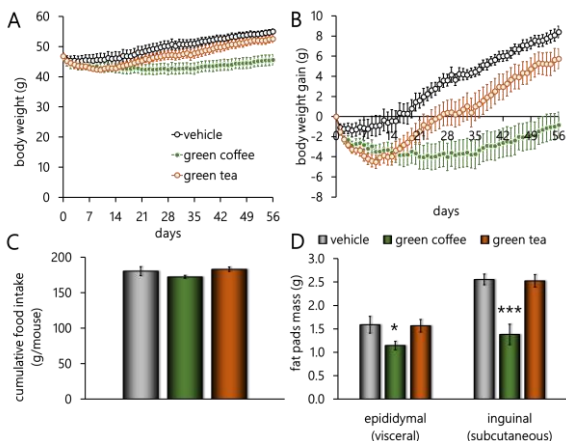 A
60
50
40
30
20
10
0
body weight (g)
vehicle
green coffee
green tea
0 7 14 21 28 35 42 49 56
days
B
10
8
6
4
2
0
-2
-4
-6
-8
body weight gain (g)
0 7 14 21 28 35 42 49 56
days
C
200
150
100
50
0
cumulative food intake
(g/mouse)
D
vehicle green coffee green tea
3.0
2.5
2.0
1.5
1.0
0.5
0.0
fat pads mass (g)
*
***
epididymal
(visceral)
inguinal
(subcutaneous)